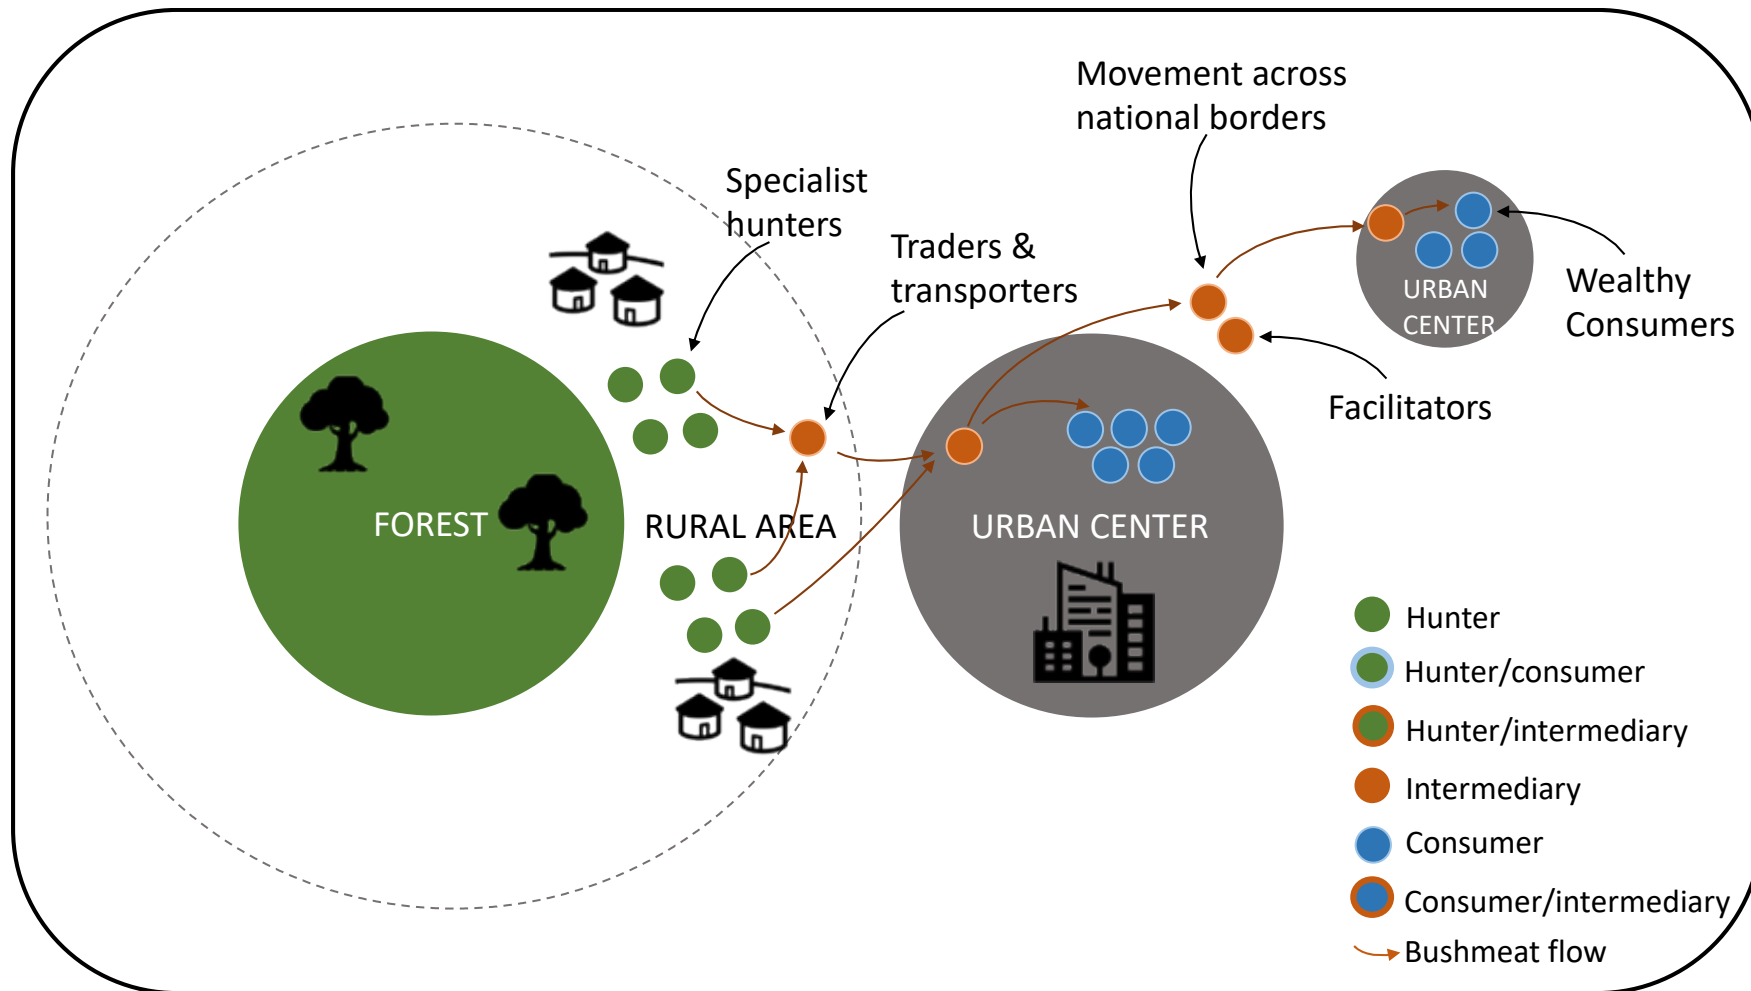 Movement across
national borders
Specialist
hunters
Traders &
transporters
URBAN
CENTER
Wealthy
Consumers
Facilitators
FOREST
RURAL AREA
URBAN CENTER
Hunter
Hunter/consumer
Hunter/intermediary
Intermediary
Consumer
Consumer/intermediary
Bushmeat flow